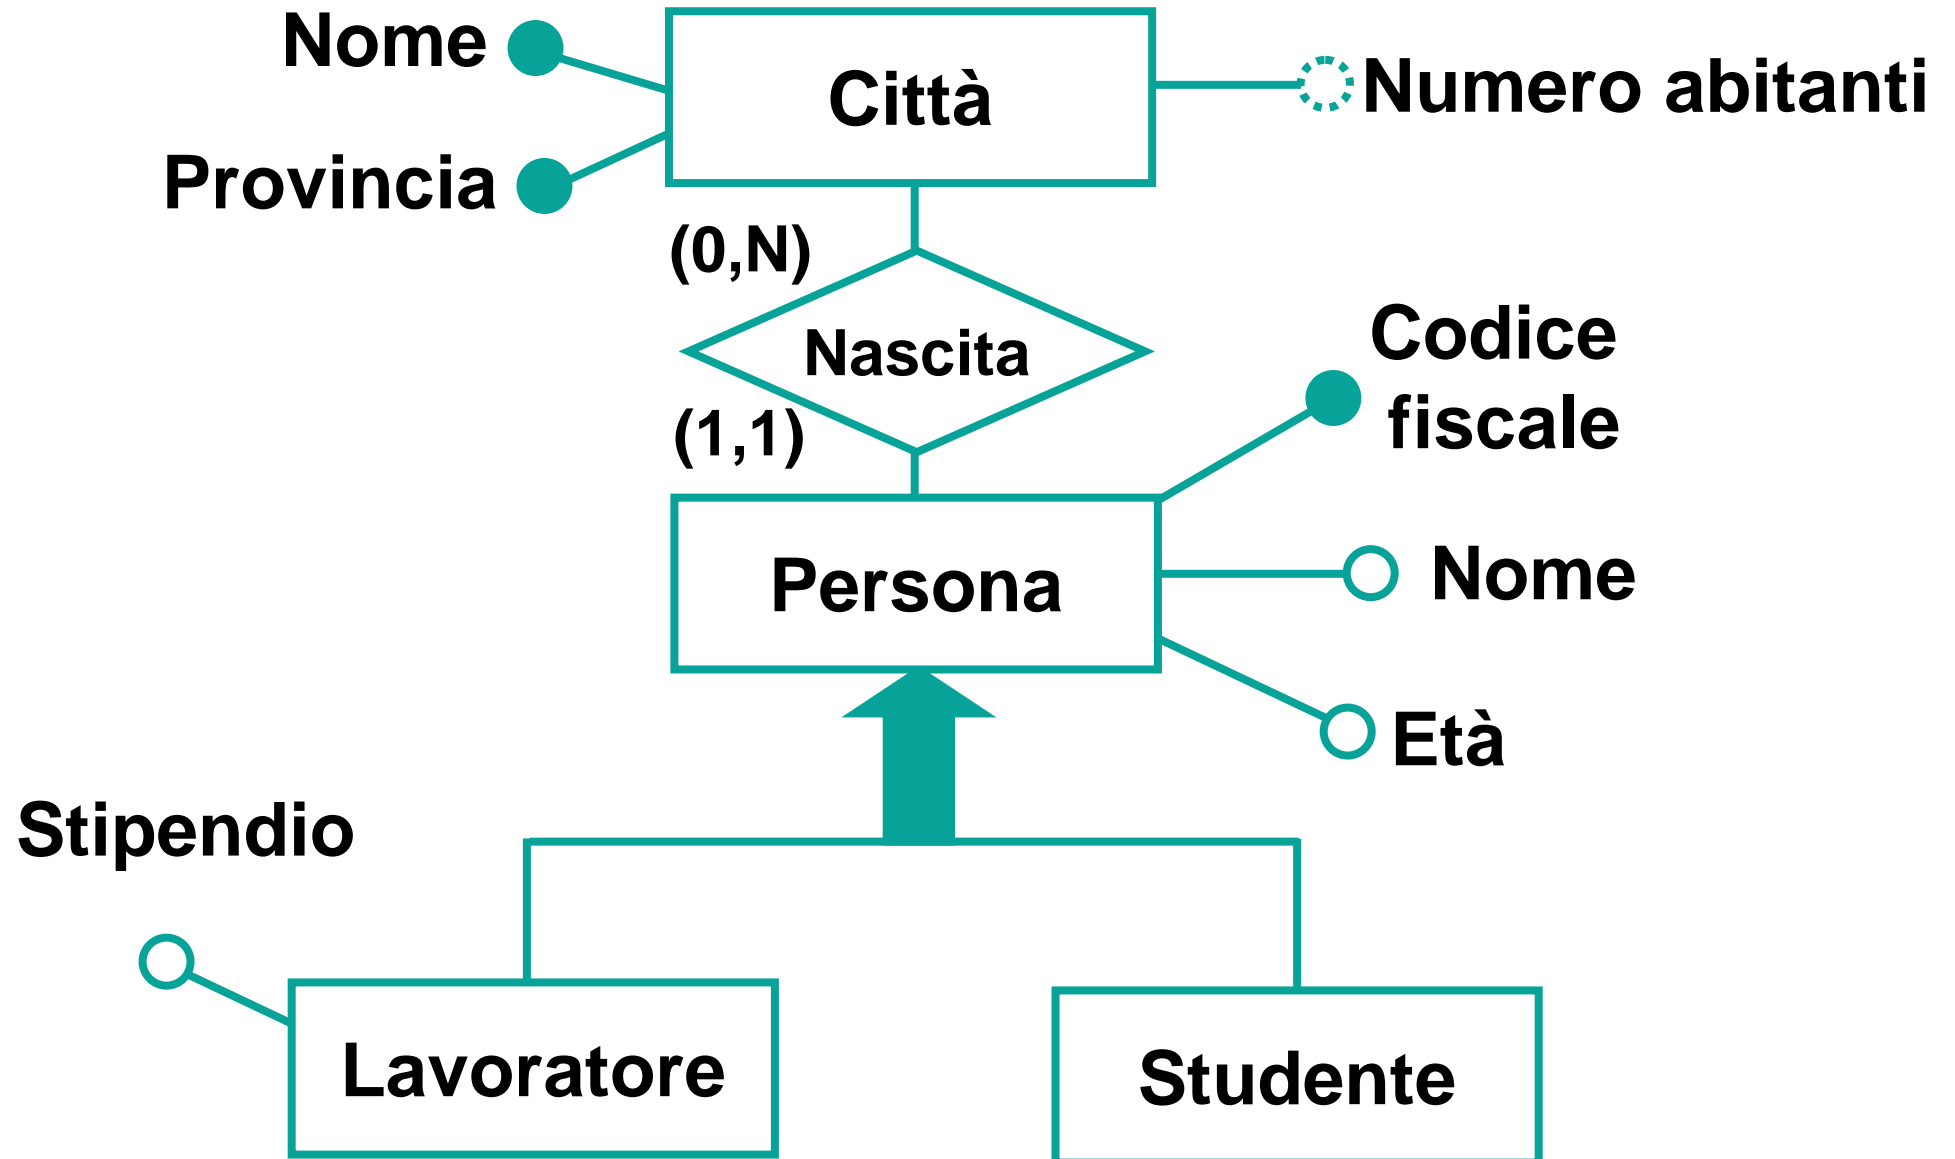 Nome
Città
Numero abitanti
Provincia
(0,N)
Nascita
Codice
fiscale
(1,1)
Persona
Nome
Età
Stipendio
Lavoratore
Studente